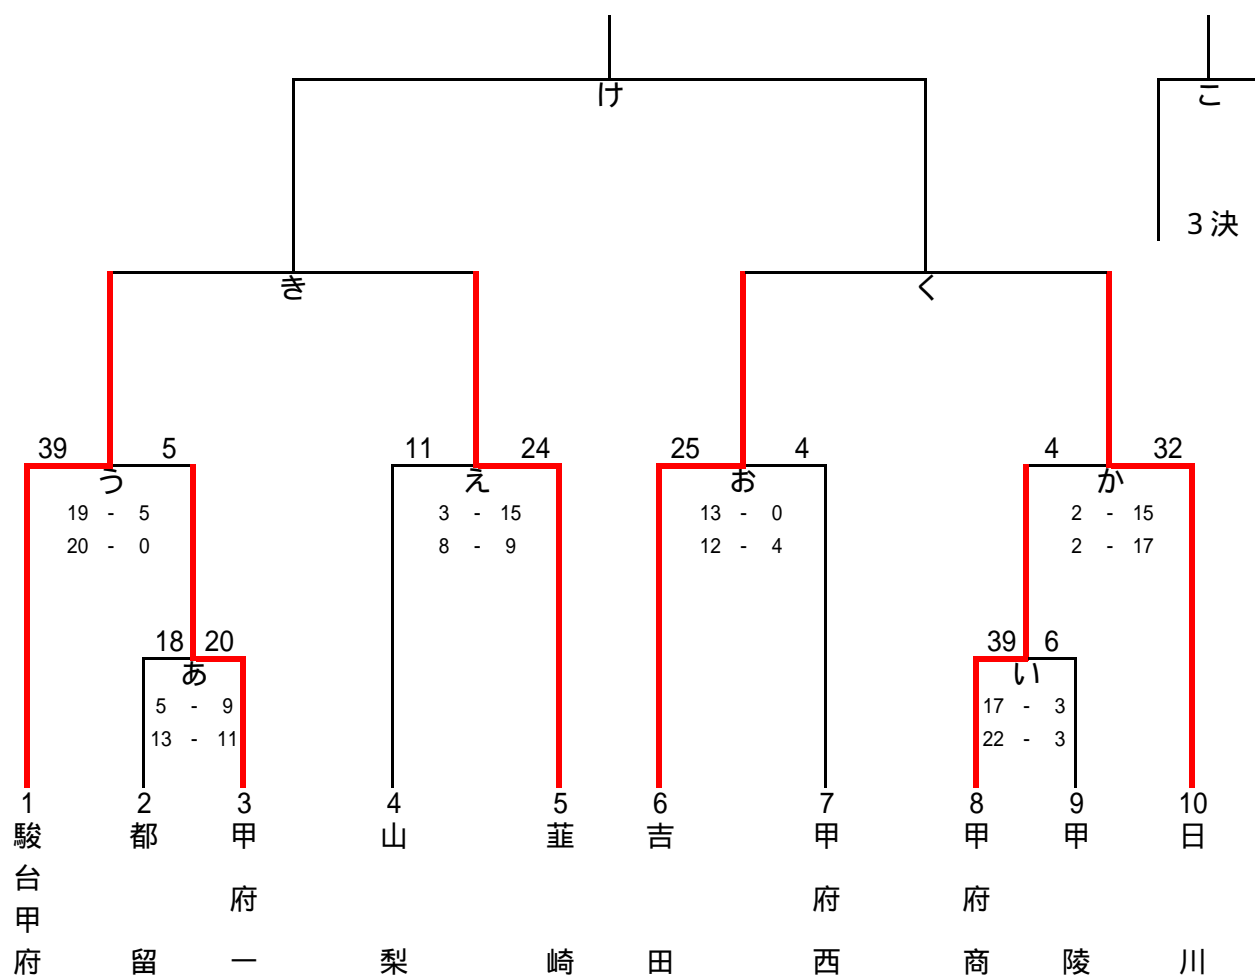 け
こ
3決
き
く
39 5
11 24
25 4
4 32
う
え
お
か
19 - 5
3 - 15
13 - 0
2 - 15
20 - 0
8 - 9
12 - 4
2 - 17
18 20
39 6
あ
い
5 - 9
17 - 3
13 - 11
22 - 3
1
2
3
4
5
6
7
8
9
10
駿台甲府
都留
甲府一
山梨
韮崎
吉田
甲府西
甲府商
甲陵
日川